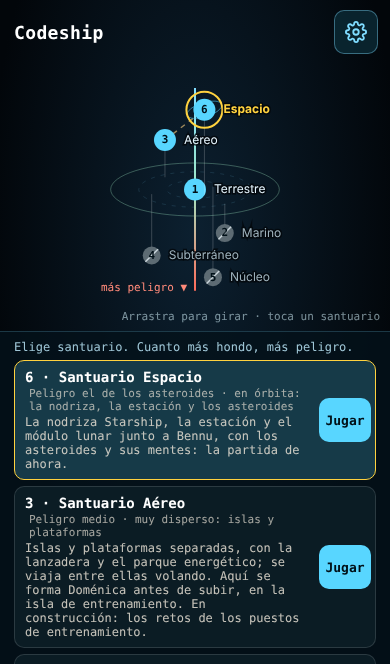 Codeship
6 Espacio
3 Aéreo
1 Terrestre
2 Marino
4 Subterráneo
5 Núcleo
más peligro ▼
Arrastra para girar · toca un santuario
Elige santuario. Cuanto más hondo, más peligro.
6 · Santuario Espacio
Peligro el de los asteroides · en órbita:
la nodriza, la estación y los asteroides
La nodriza Starship, la estación y el
módulo lunar junto a Bennu, con los
asteroides y sus mentes: la partida de
ahora.
Jugar
3 · Santuario Aéreo
Peligro medio · muy disperso: islas y
plataformas
Islas y plataformas separadas, con la
lanzadera y el parque energético; se
viaja entre ellas volando. Aquí se
forma Doménica antes de subir, en la
isla de entrenamiento. En
construcción: los retos de los puestos
de entrenamiento.
Jugar